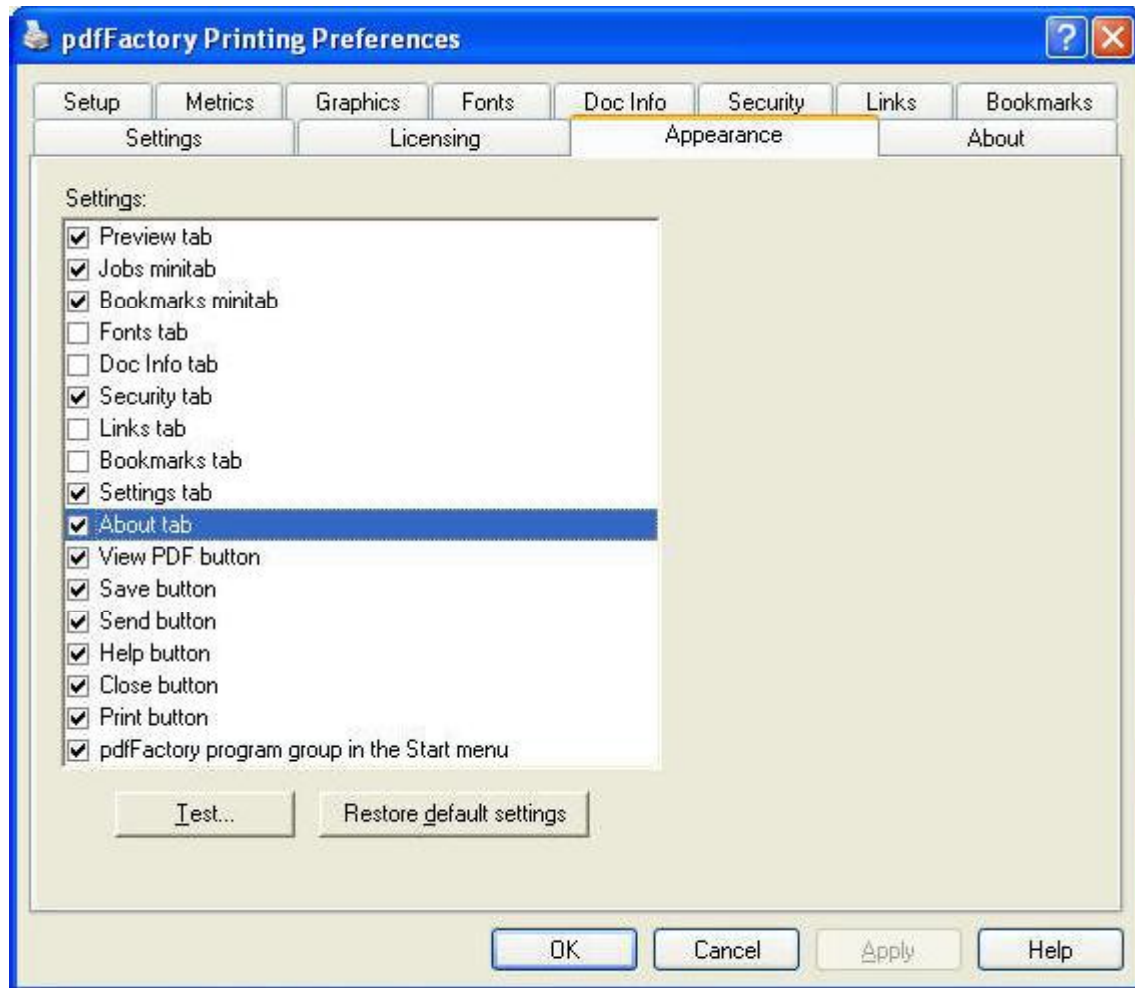 pdfFactory Printing Preferences
Setup Metrics Graphics Fonts Doc Info Security Links Bookmarks
Settings Licensing Appearance About
Settings:
Preview tab
Jobs minitab
Bookmarks minitab
Fonts tab
Doc Info tab
Security tab
Links tab
Bookmarks tab
Settings tab
About tab
View PDF button
Save button
Send button
Help button
Close button
Print button
pdfFactory program group in the Start menu
Test... Restore default settings
OK Cancel Apply Help